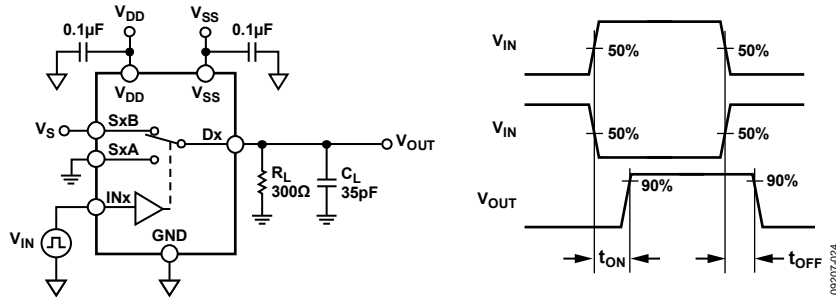 VDD
VSS
0.1µF
0.1µF
VDD
VSS
VS
SxB
Dx
VOUT
SxA
RL
300Ω
CL
35pF
INx
VIN
GND
VIN
50%
50%
VIN
50%
50%
VOUT
90%
90%
tON
tOFF
09207-024